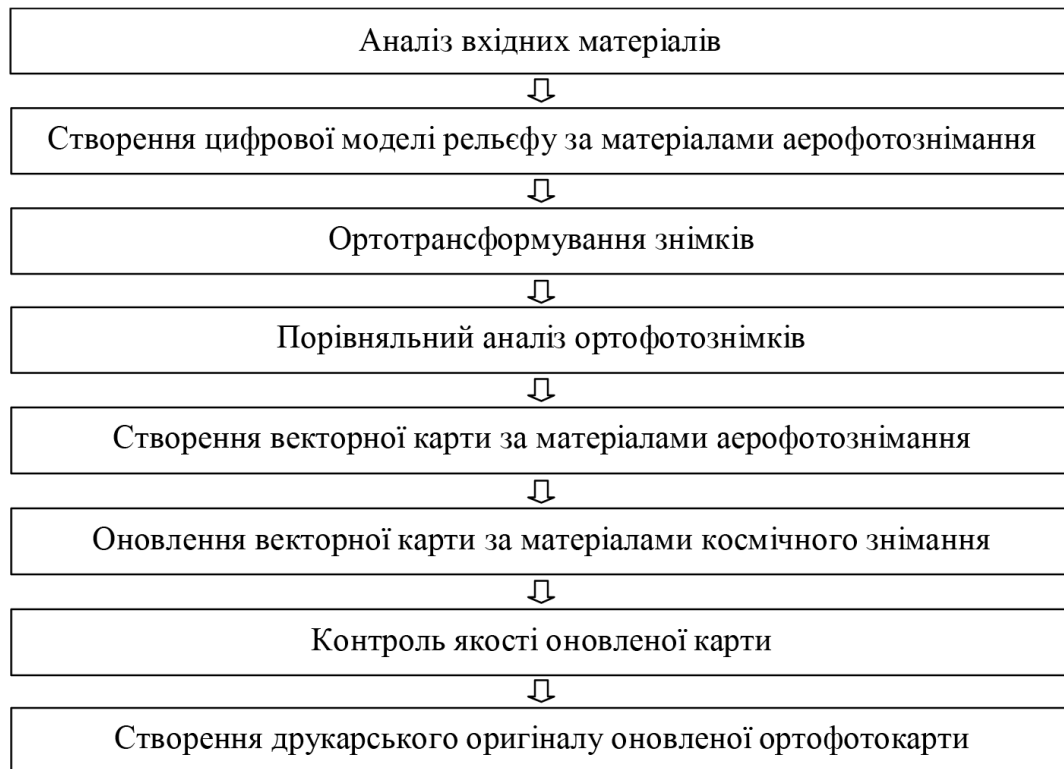 Аналіз вхідних матеріалів
Створення цифрової моделі рельєфу за матеріалами аерофотознімання
Ортотрансформування знімків
Порівняльний аналіз ортофотознімків
Створення векторної карти за матеріалами аерофотознімання
Оновлення векторної карти за матеріалами космічного знімання
Контроль якості оновленої карти
Створення друкарського оригіналу оновленої ортофотокарти